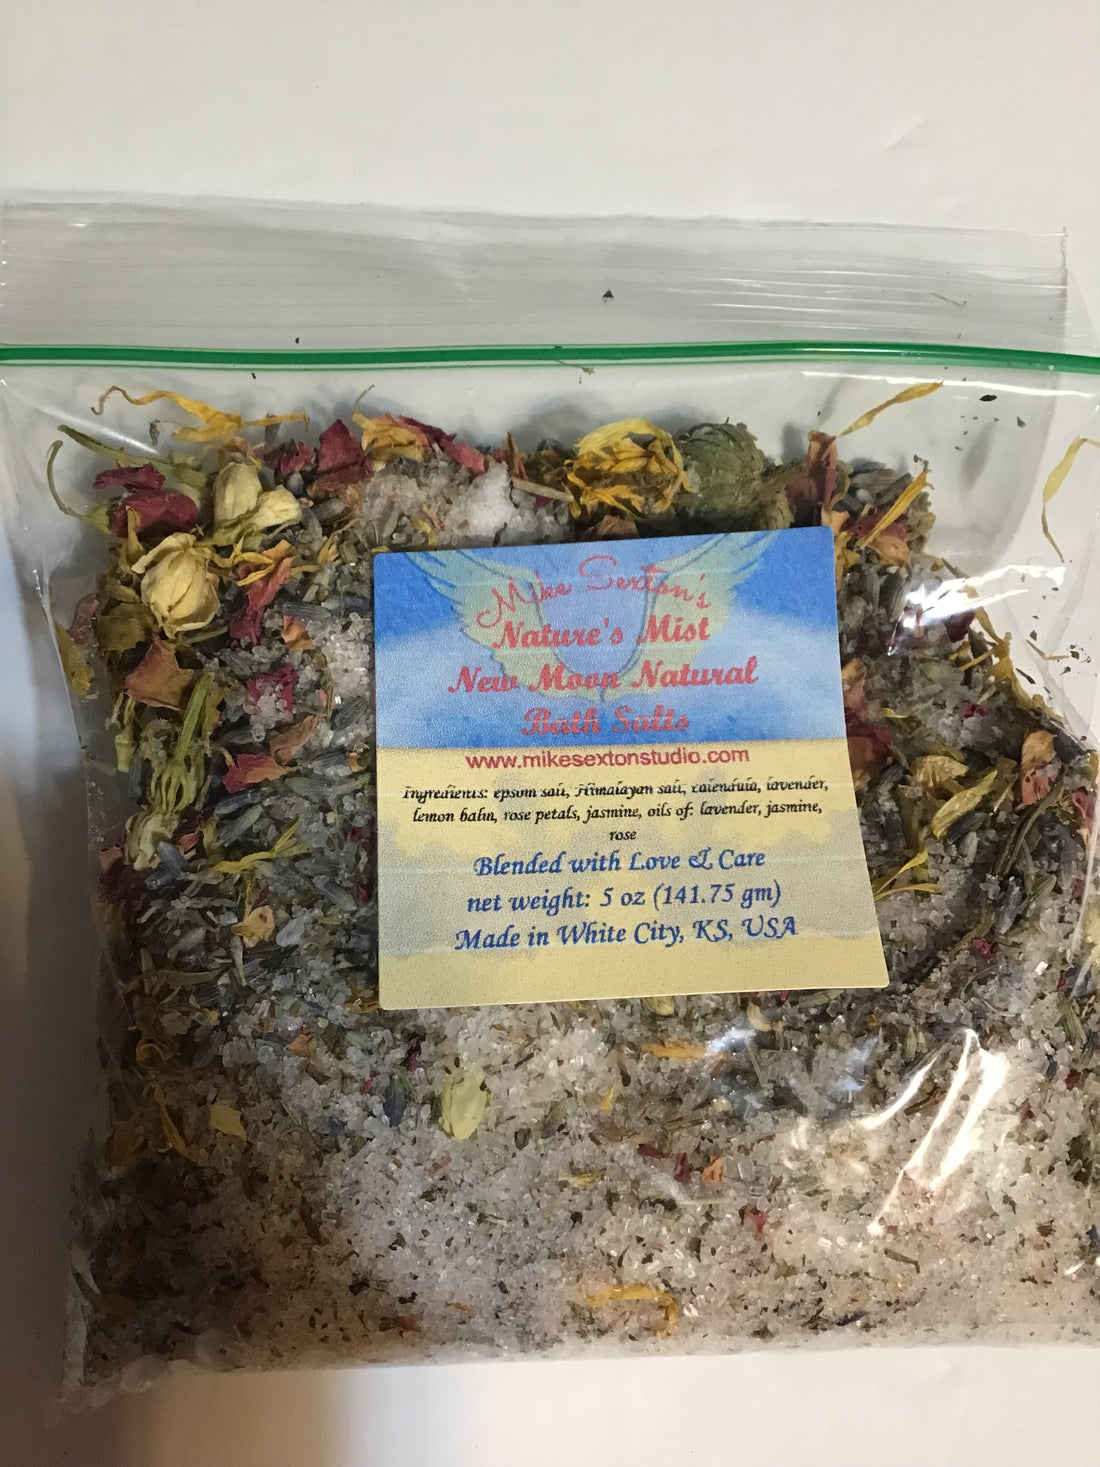 Mike Sexton's
Nature's Mist
New Moon Natural
Bath Salts
www.mikesextonstudio.com
Ingredients: epsom salt, Himalayan salt, calendula, lavender,
lemon balm, rose petals, jasmine, oils of: lavender, jasmine,
rose
Blended with Love & Care
net weight: 5 oz (141.75 gm)
Made in White City, KS, USA